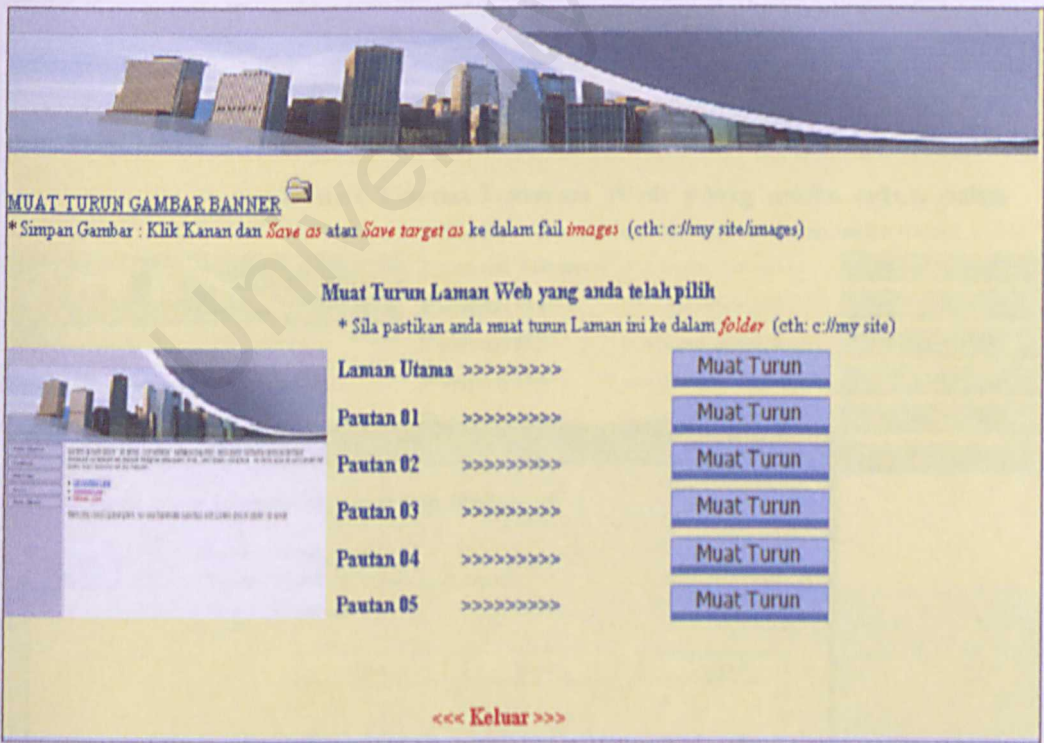 MUAT TURUN GAMBAR BANNER
* Simpan Gambar : Klik Kanan dan Save as atau Save target as ke dalam fail images (cth: c://my site/images)
Muat Turun Laman Web yang anda telah pilih
* Sila pastikan anda muat turun Laman ini ke dalam folder (cth: c://my site)
Laman Utama >>>>>>>>> Muat Turun
Pautan 01 >>>>>>>>> Muat Turun
Pautan 02 >>>>>>>>> Muat Turun
Pautan 03 >>>>>>>>> Muat Turun
Pautan 04 >>>>>>>>> Muat Turun
Pautan 05 >>>>>>>>> Muat Turun
<<< Keluar >>>
University